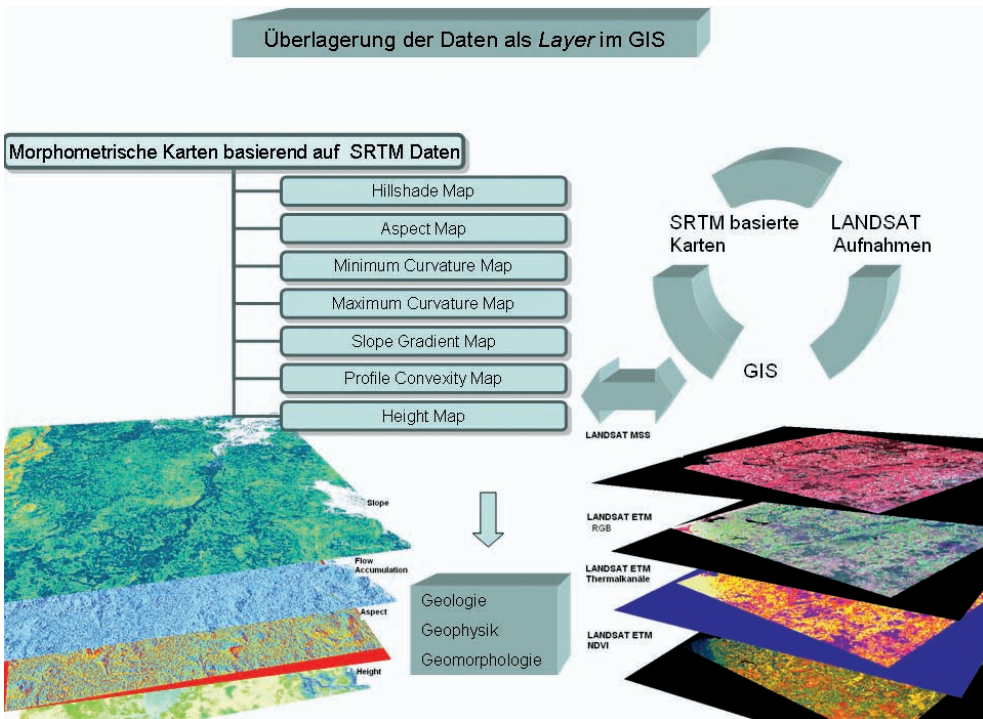 Überlagerung der Daten als Layer im GIS
Morphometrische Karten basierend auf SRTM Daten
Hillshade Map
Aspect Map
Minimum Curvature Map
Maximum Curvature Map
Slope Gradient Map
Profile Convexity Map
Height Map
SRTM basierte
Karten
LANDSAT
Aufnahmen
GIS
Slope
Flow
Accumulation
Aspect
Height
Geologie
Geophysik
Geomorphologie
LANDSAT MSS
LANDSAT ETM
RGB
LANDSAT ETM
Thermalkanäle
LANDSAT ETM
NDVI